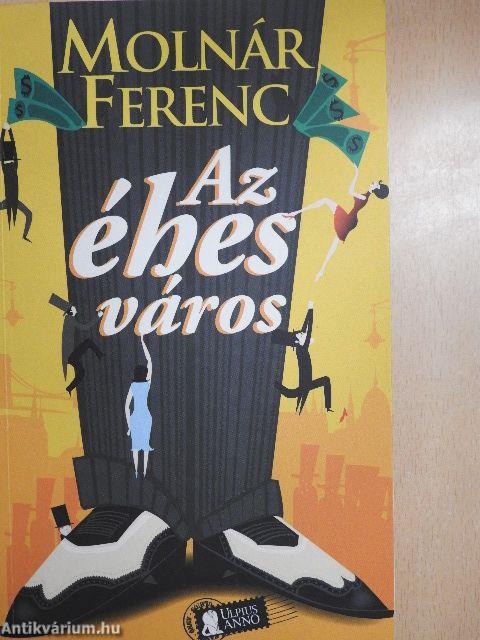 MOLNÁR
FERENC
$ $
$ $ $
Az
éhes
város
ULPIUS
ANNO
Antikvárium.hu